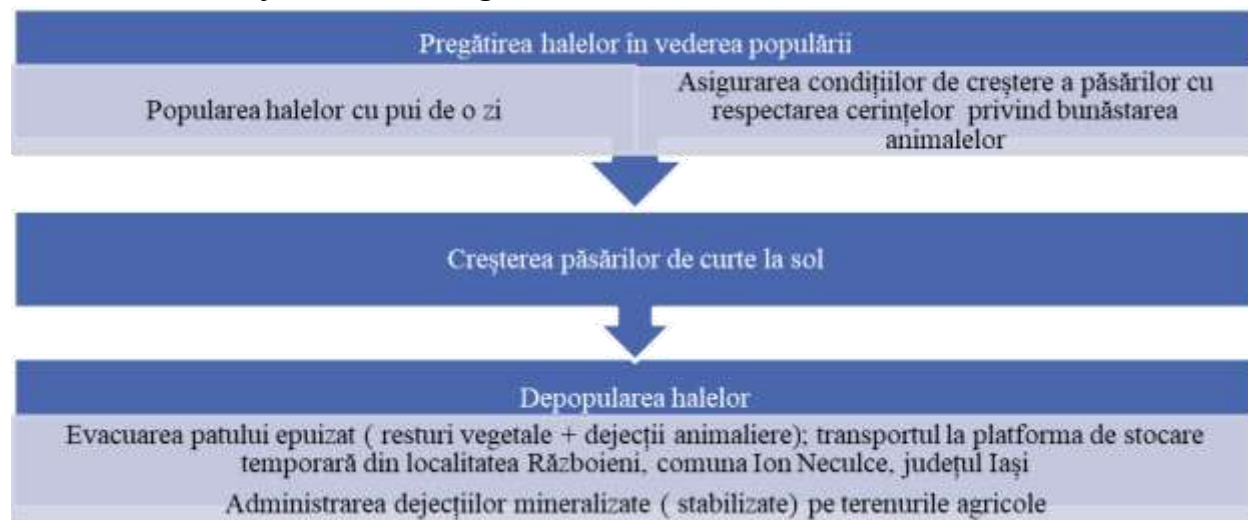 Pregătirea halelor în vederea populării
Popularea halelor cu pui de o zi
Asigurarea condițiilor de creștere a păsărilor cu
respectarea cerințelor privind bunăstarea
animalelor
Creșterea păsărilor de curte la sol
Depopularea halelor
Evacuarea patului epuizat ( resturi vegetale + dejecții animaliere); transportul la platforma de stocare
temporară din localitatea Războieni, comuna Ion Neculce, județul Iași
Administrarea dejecțiilor mineralizate ( stabilizate) pe terenurile agricole